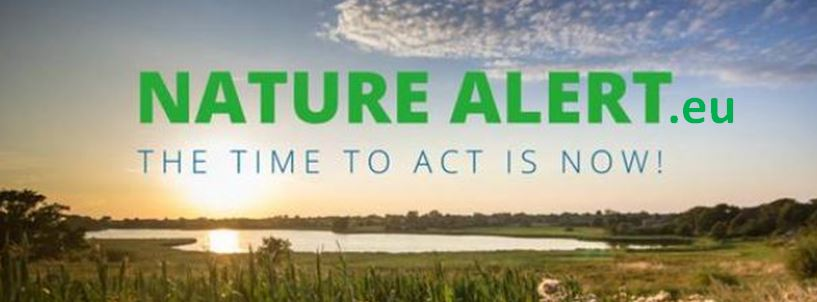 NATURE ALERT.eu
THE TIME TO ACT IS NOW!